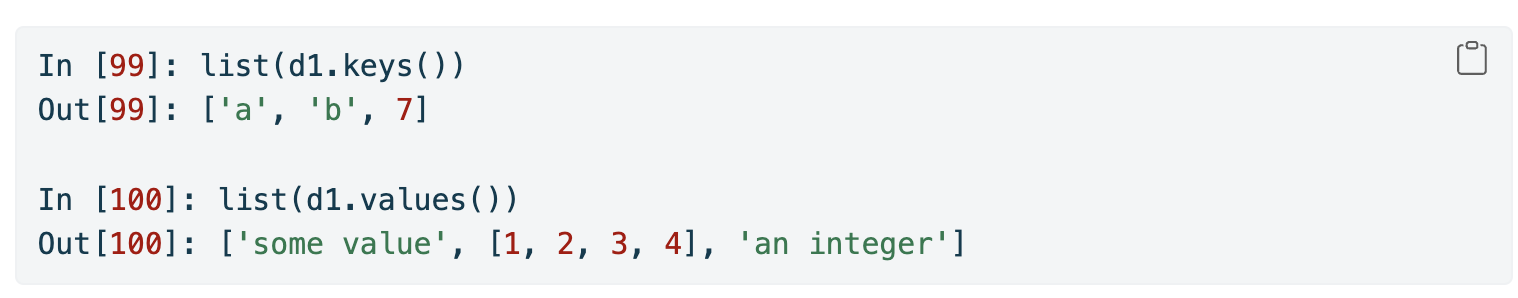 In [99]: list(d1.keys())
Out[99]: ['a', 'b', 7]
In [100]: list(d1.values())
Out[100]: ['some value', [1, 2, 3, 4], 'an integer']